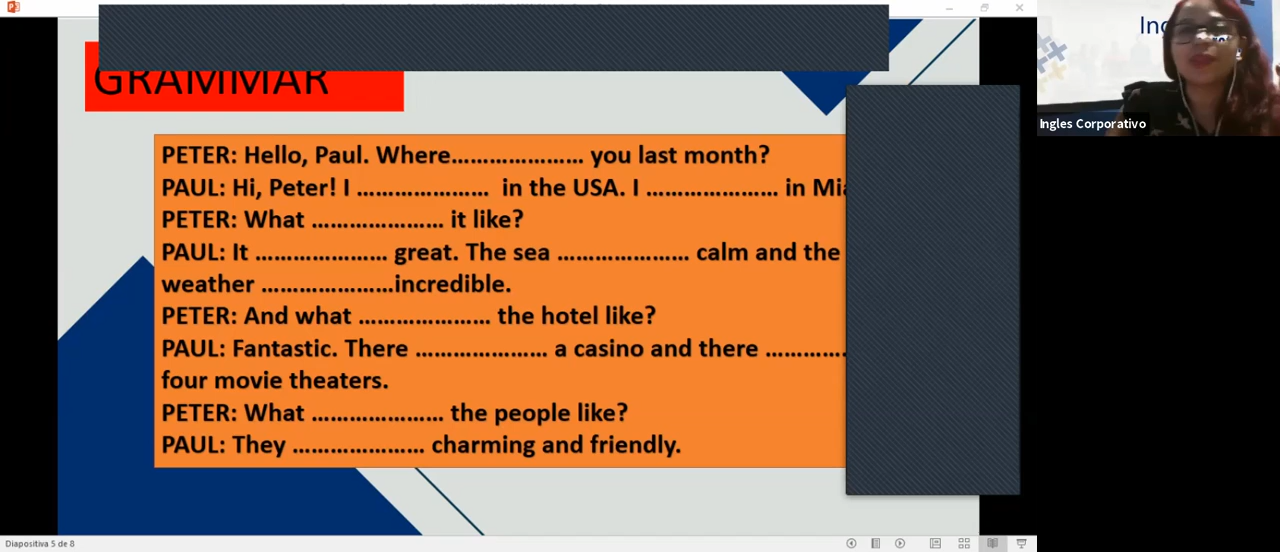 GRAMMAR
PETER: Hello, Paul. Where………………… you last month?
PAUL: Hi, Peter! I ………………… in the USA. I ………………… in
PETER: What ………………… it like?
PAUL: It ………………… great. The sea ………………… calm and the
weather …………………incredible.
PETER: And what ………………… the hotel like?
PAUL: Fantastic. There ………………… a casino and there …………
four movie theaters.
PETER: What ………………… the people like?
PAUL: They ………………… charming and friendly.
Ingles Corporativo
Diapositiva 5 de 8